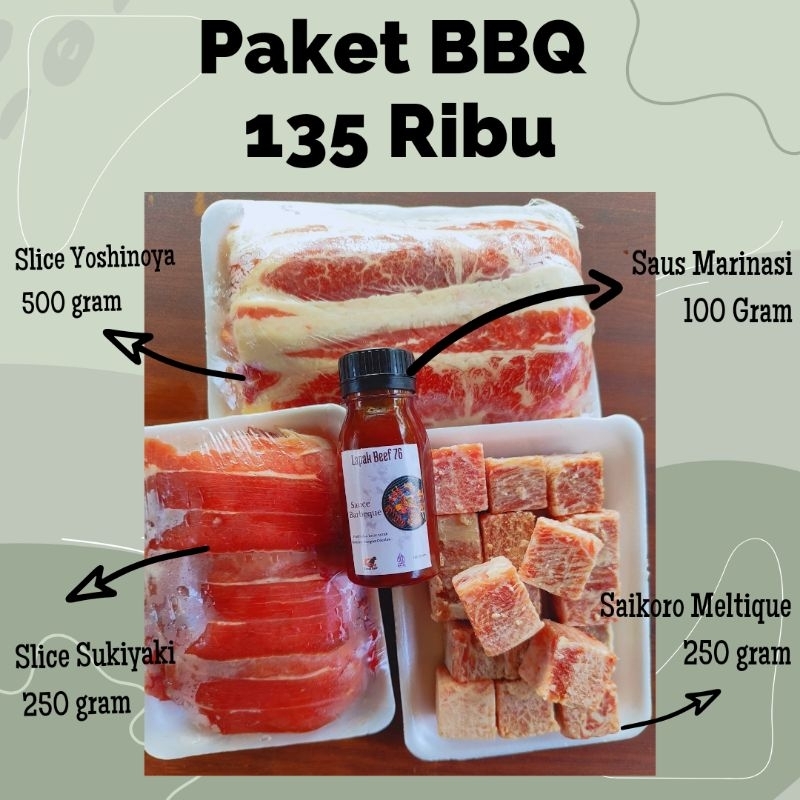 Paket BBQ
135 Ribu
Slice Yoshinoya
500 gram
Saus Marinasi
100 Gram
Lapak Beef 76
Sauce
Barbeque
Slice Sukiyaki
250 gram
Saikoro Meltique
250 gram